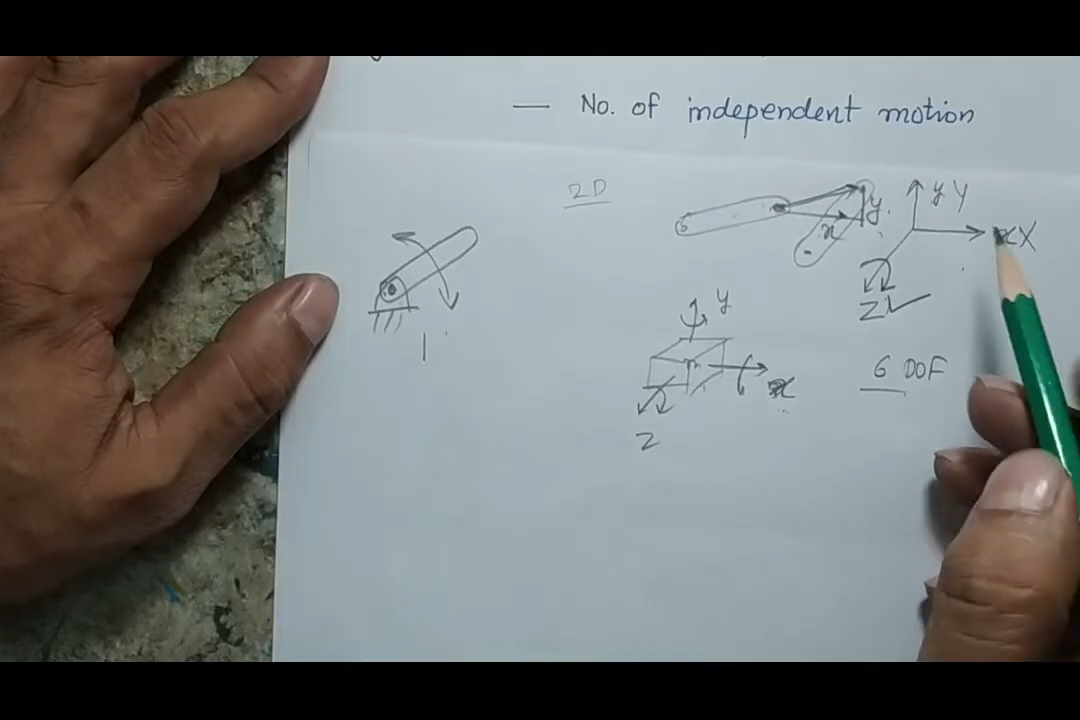 — No. of independent motion
2D
y Y
y
x
x X
Z
y
6 DOF
x
1
Z